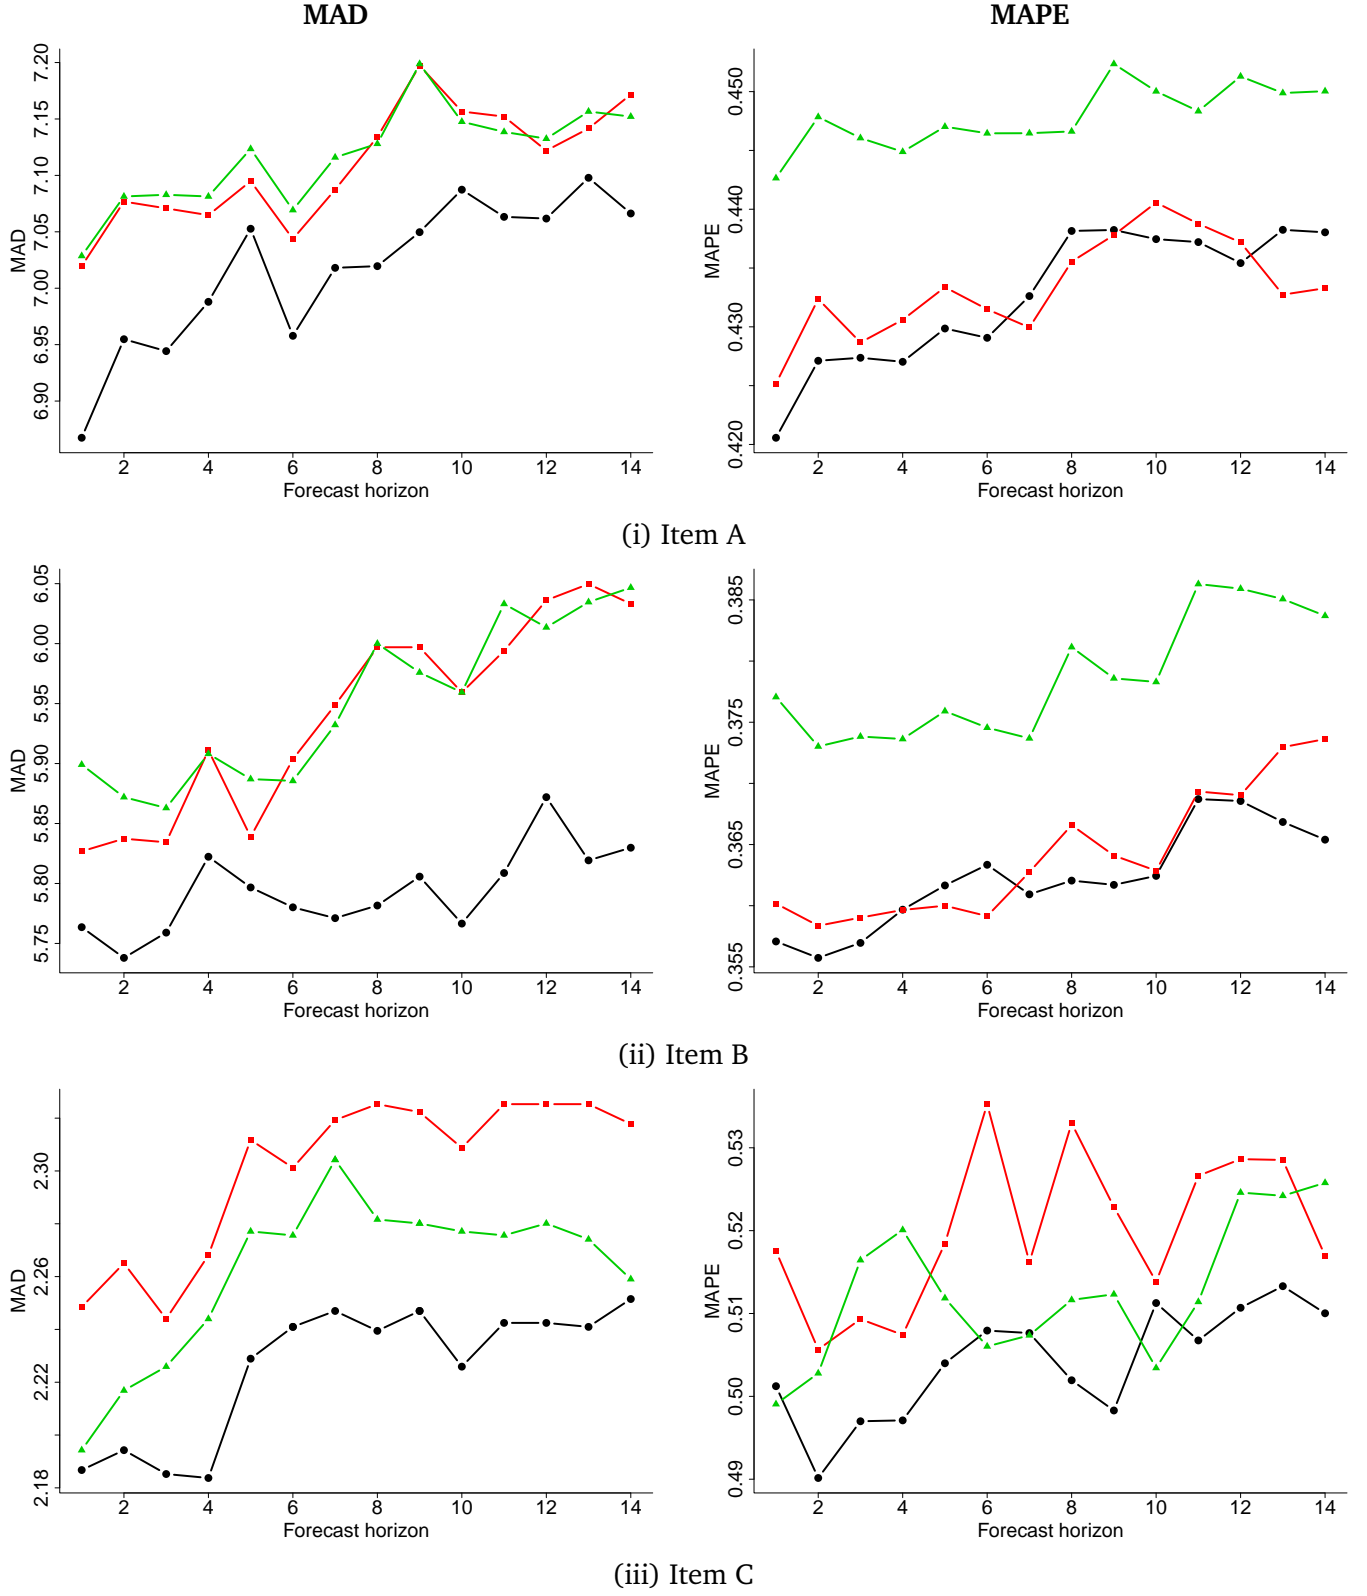 MAD MAPE
7.20
7.15
7.10
7.05
7.00
6.95
6.90
MAD
2 4 6 8 10 12 14
Forecast horizon
0.450
0.440
0.430
0.420
MAPE
2 4 6 8 10 12 14
Forecast horizon
(i) Item A
6.05
6.00
5.95
5.90
5.85
5.80
5.75
MAD
2 4 6 8 10 12 14
Forecast horizon
0.385
0.375
0.365
0.355
MAPE
2 4 6 8 10 12 14
Forecast horizon
(ii) Item B
2.30
2.26
2.22
2.18
MAD
2 4 6 8 10 12 14
Forecast horizon
0.53
0.52
0.51
0.50
0.49
MAPE
2 4 6 8 10 12 14
Forecast horizon
(iii) Item C